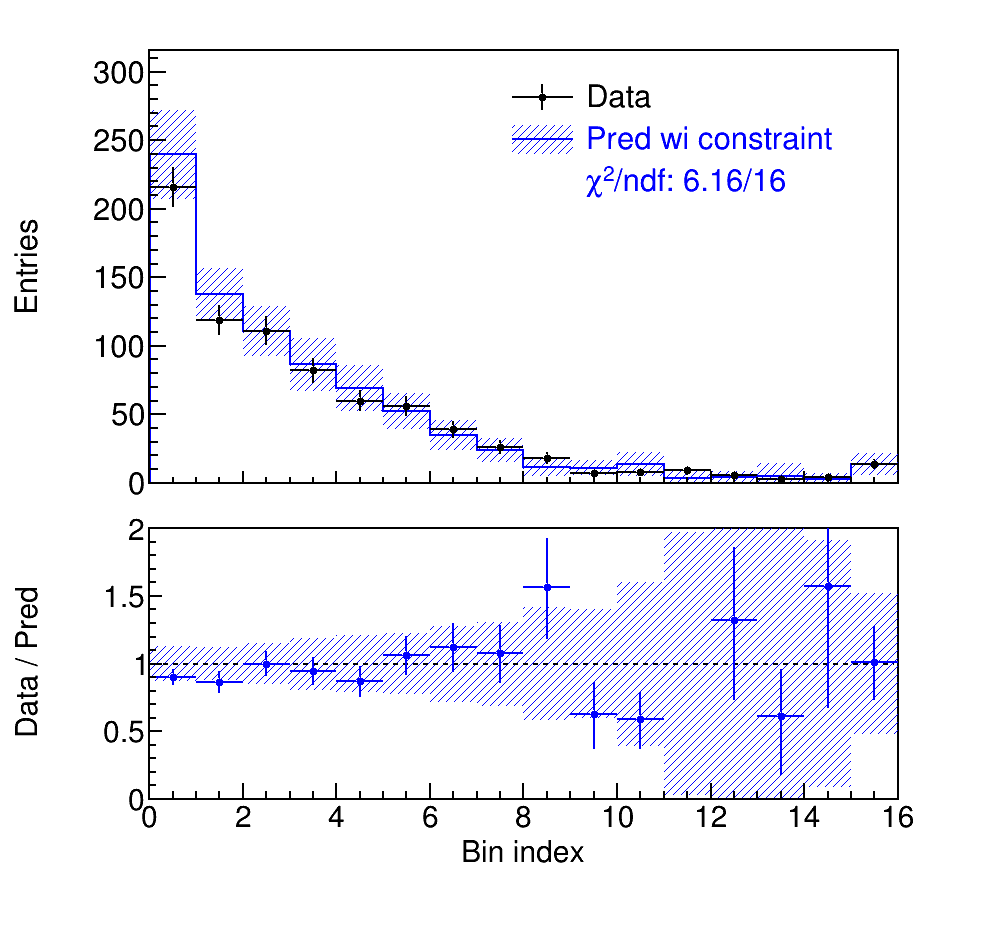 300
250
200
150
100
50
0
Entries
Data
Pred wi constraint
χ²/ndf: 6.16/16
2
1.5
1
0.5
0
Data / Pred
0 2 4 6 8 10 12 14 16
Bin index